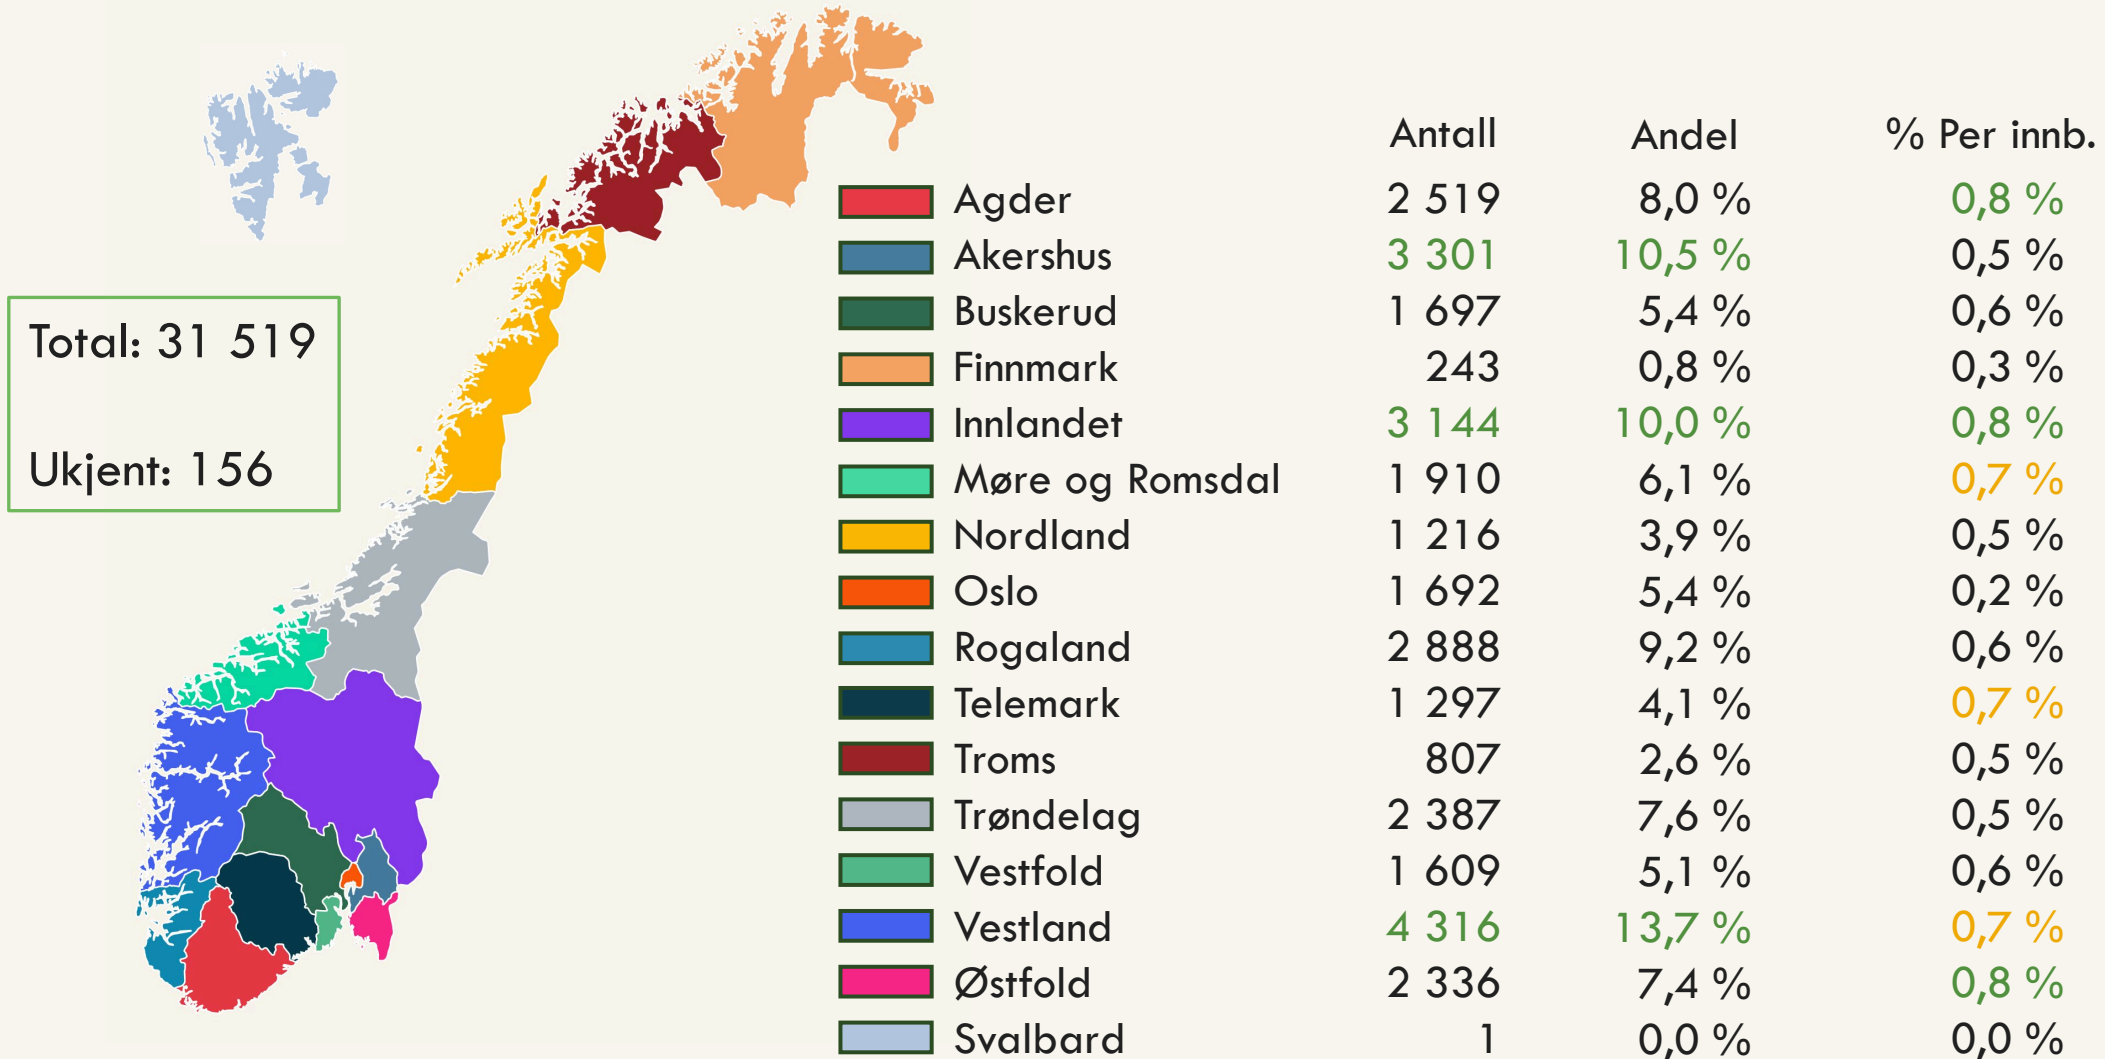 Antall Andel % Per innb.
Agder 2 519 8,0 % 0,8 %
Akershus 3 301 10,5 % 0,5 %
Buskerud 1 697 5,4 % 0,6 %
Finnmark 243 0,8 % 0,3 %
Innlandet 3 144 10,0 % 0,8 %
Møre og Romsdal 1 910 6,1 % 0,7 %
Nordland 1 216 3,9 % 0,5 %
Oslo 1 692 5,4 % 0,2 %
Rogaland 2 888 9,2 % 0,6 %
Telemark 1 297 4,1 % 0,7 %
Troms 807 2,6 % 0,5 %
Trøndelag 2 387 7,6 % 0,5 %
Vestfold 1 609 5,1 % 0,6 %
Vestland 4 316 13,7 % 0,7 %
Østfold 2 336 7,4 % 0,8 %
Svalbard 1 0,0 % 0,0 %
Total: 31 519
Ukjent: 156